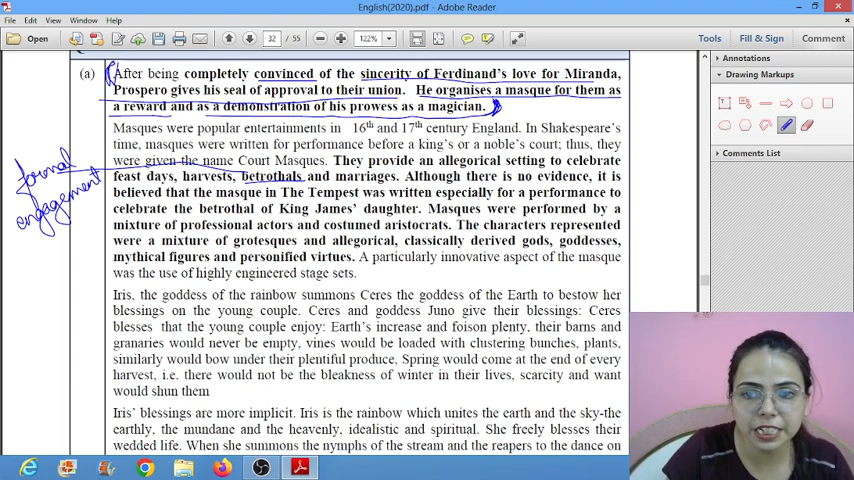 English(2020).pdf - Adobe Reader
File Edit View Window Help
Open 32 / 55 122% Tools Fill & Sign Comment
(a) After being completely convinced of the sincerity of Ferdinand's love for Miranda,
Prospero gives his seal of approval to their union. He organises a masque for them as
a reward and as a demonstration of his prowess as a magician.
Masques were popular entertainments in 16th and 17th century England. In Shakespeare's
time, masques were written for performance before a king's or a noble's court; thus, they
were given the name Court Masques. They provide an allegorical setting to celebrate
feast days, harvests, betrothals and marriages. Although there is no evidence, it is
believed that the masque in The Tempest was written especially for a performance to
celebrate the betrothal of King James' daughter. Masques were performed by a
mixture of professional actors and costumed aristocrats. The characters represented
were a mixture of grotesques and allegorical, classically derived gods, goddesses,
mythical figures and personified virtues. A particularly innovative aspect of the masque
was the use of highly engineered stage sets.
Iris, the goddess of the rainbow summons Ceres the goddess of the Earth to bestow her
blessings on the young couple. Ceres and goddess Juno give their blessings: Ceres
blesses that the young couple enjoy: Earth's increase and foison plenty, their barns and
granaries would never be empty, vines would be loaded with clustering bunches, plants,
similarly would bow under their plentiful produce, Spring would come at the end of every
harvest, i.e. there would not be the bleakness of winter in their lives, scarcity and want
would shun them
Iris' blessings are more implicit. Iris is the rainbow which unites the earth and the sky-the
earthly, the mundane and the heavenly, idealistic and spiritual. She freely blesses their
wedded life. When she summons the nymphs of the stream and the reapers to the dance on
formal
engagement
Annotations
Drawing Markups
Comments List